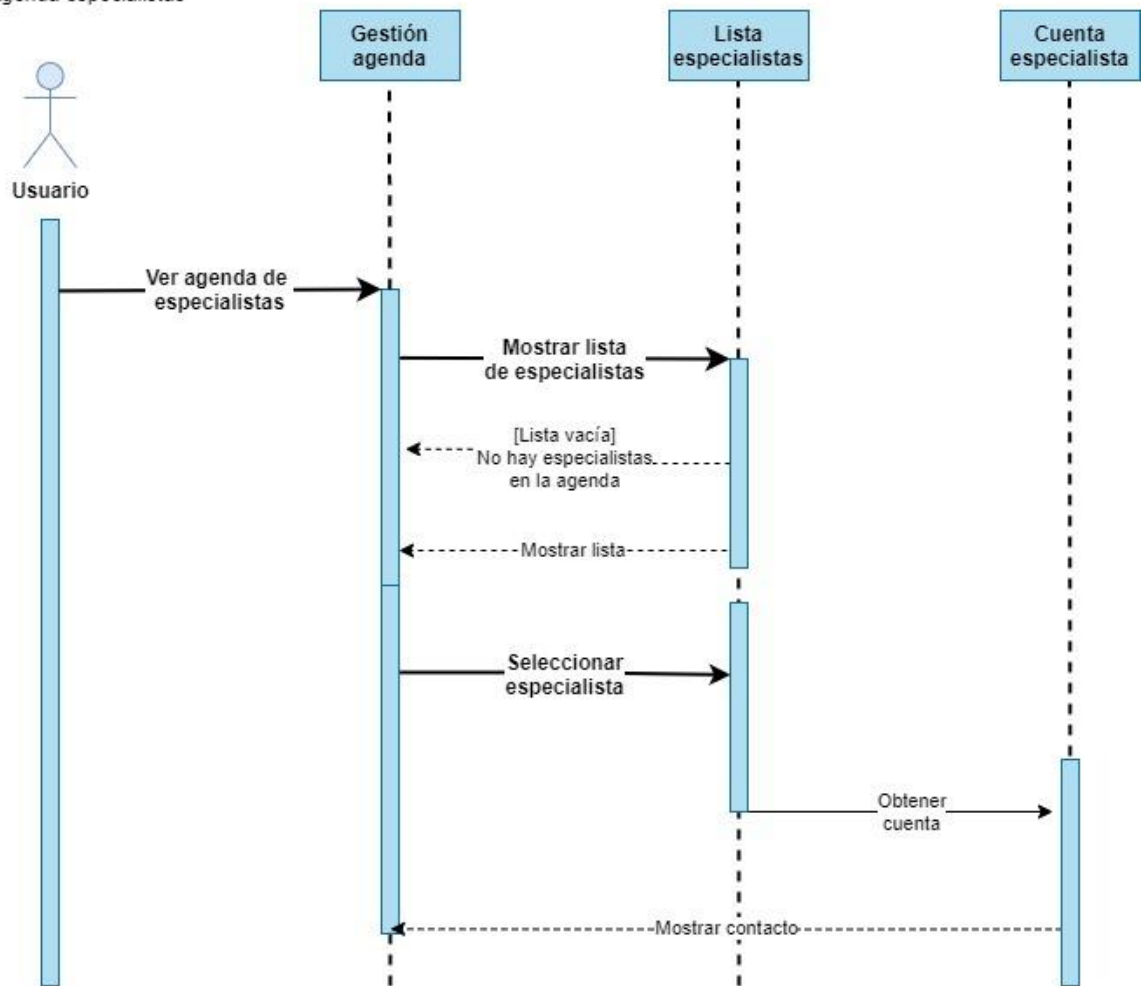 especialistas
Gestión
agenda
Lista
especialistas
Cuenta
especialista
Usuario
Ver agenda de
especialistas
Mostrar lista
de especialistas
[Lista vacía]
No hay especialistas
en la agenda
Mostrar lista
Seleccionar
especialista
Obtener
cuenta
Mostrar contacto